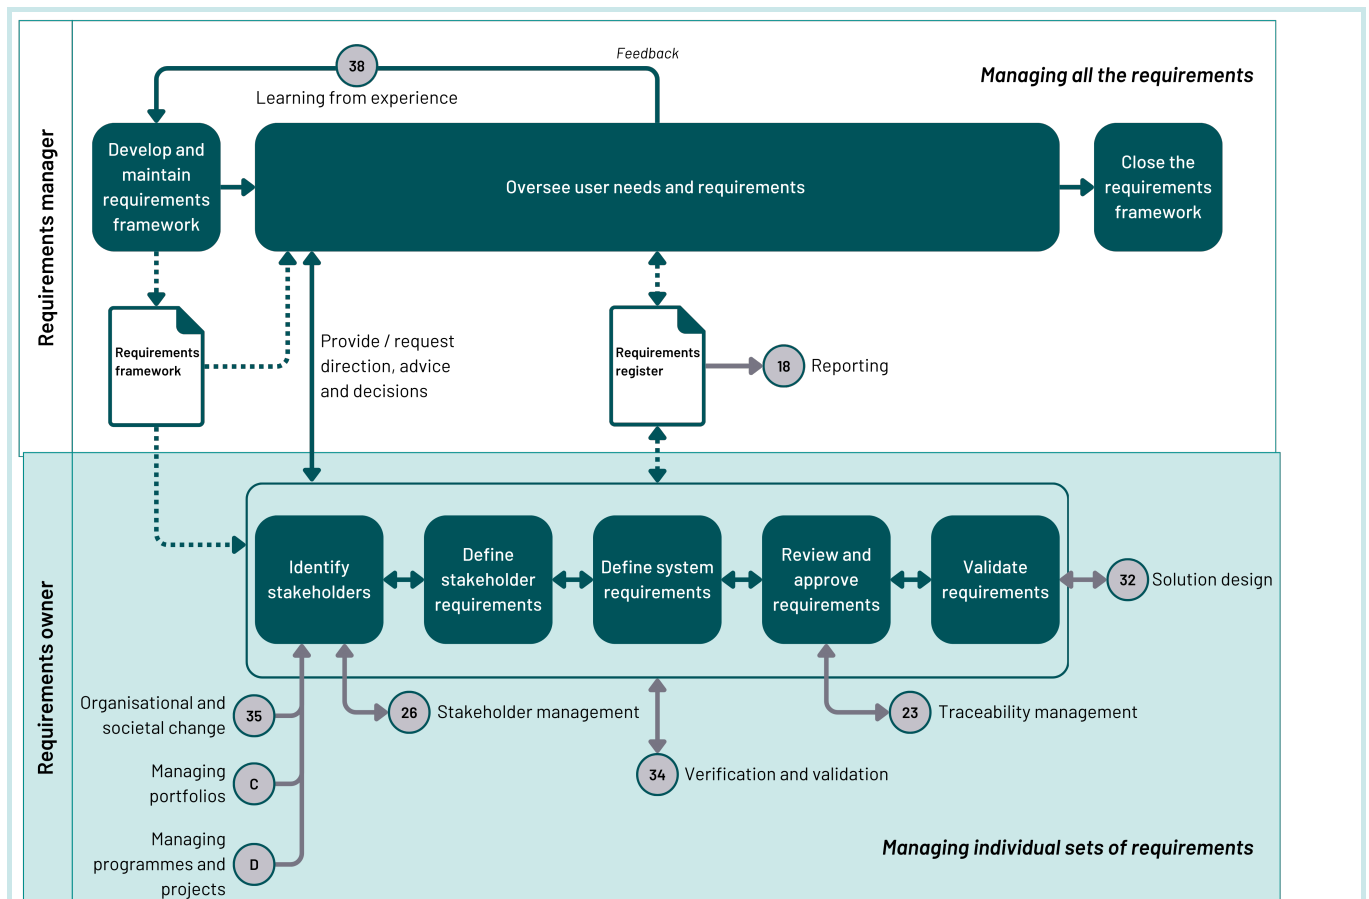 Requirements manager
Feedback
38
Learning from experience
Managing all the requirements
Develop and
maintain
requirements
framework
Oversee user needs and requirements
Close the
requirements
framework
Requirements
framework
Provide / request
direction, advice
and decisions
Requirements
register
18
Reporting
Requirements owner
Identify
stakeholders
Define
stakeholder
requirements
Define system
requirements
Review and
approve
requirements
Validate
requirements
32
Solution design
Organisational and
societal change
35
26
Stakeholder management
23
Traceability management
Managing
portfolios
C
34
Verification and validation
Managing
programmes and
projects
D
Managing individual sets of requirements